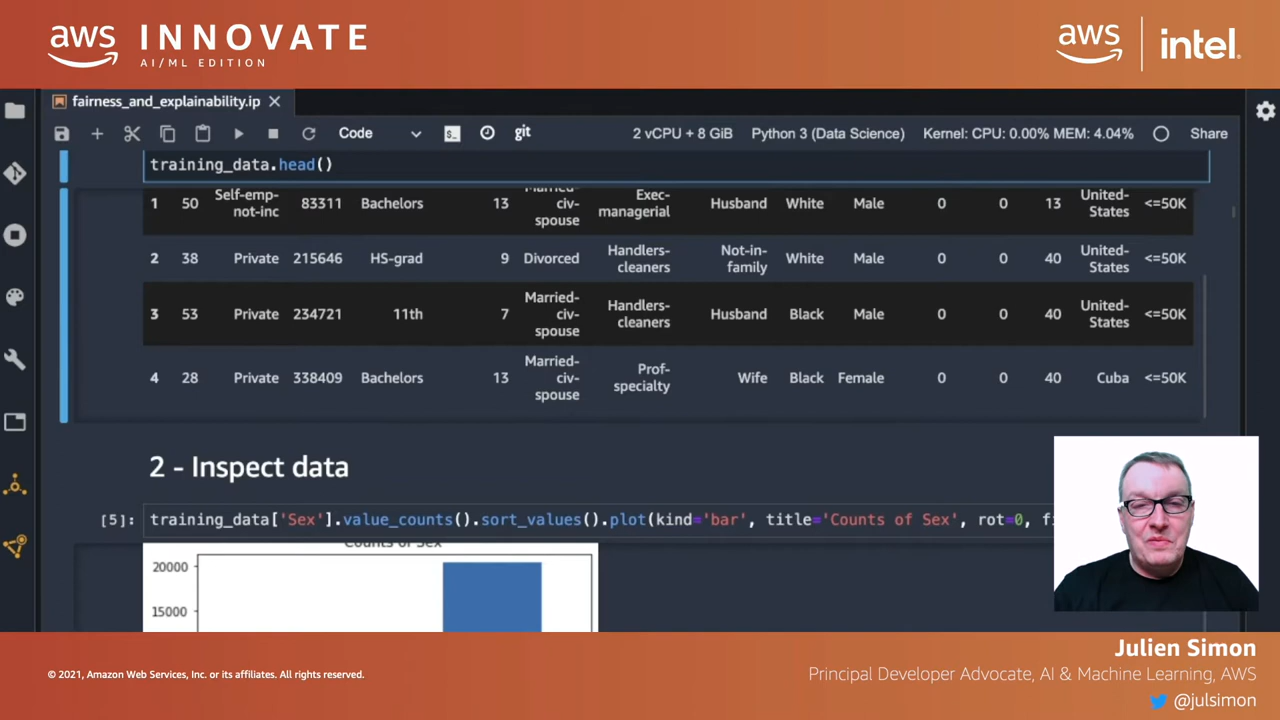 aws INNOVATE
AI/ML EDITION
aws intel.
fairness_and_explainability.ip
Code
git
2 vCPU + 8 GiB
Python 3 (Data Science)
Kernel: CPU: 0.00% MEM: 4.04%
Share
training_data.head()
1 50 Self-emp-not-inc 83311 Bachelors 13 Married-civ-spouse Exec-managerial Husband White Male 0 0 13 United-States <=50K
2 38 Private 215646 HS-grad 9 Divorced Handlers-cleaners Not-in-family White Male 0 0 40 United-States <=50K
3 53 Private 234721 11th 7 Married-civ-spouse Handlers-cleaners Husband Black Male 0 0 40 United-States <=50K
4 28 Private 338409 Bachelors 13 Married-civ-spouse Prof-specialty Wife Black Female 0 0 40 Cuba <=50K
2 - Inspect data
[5]: training_data['Sex'].value_counts().sort_values().plot(kind='bar', title='Counts of Sex', rot=0,
Counts of Sex
20000
15000
Julien Simon
Principal Developer Advocate, AI & Machine Learning, AWS
@julsimon
© 2021, Amazon Web Services, Inc. or its affiliates. All rights reserved.